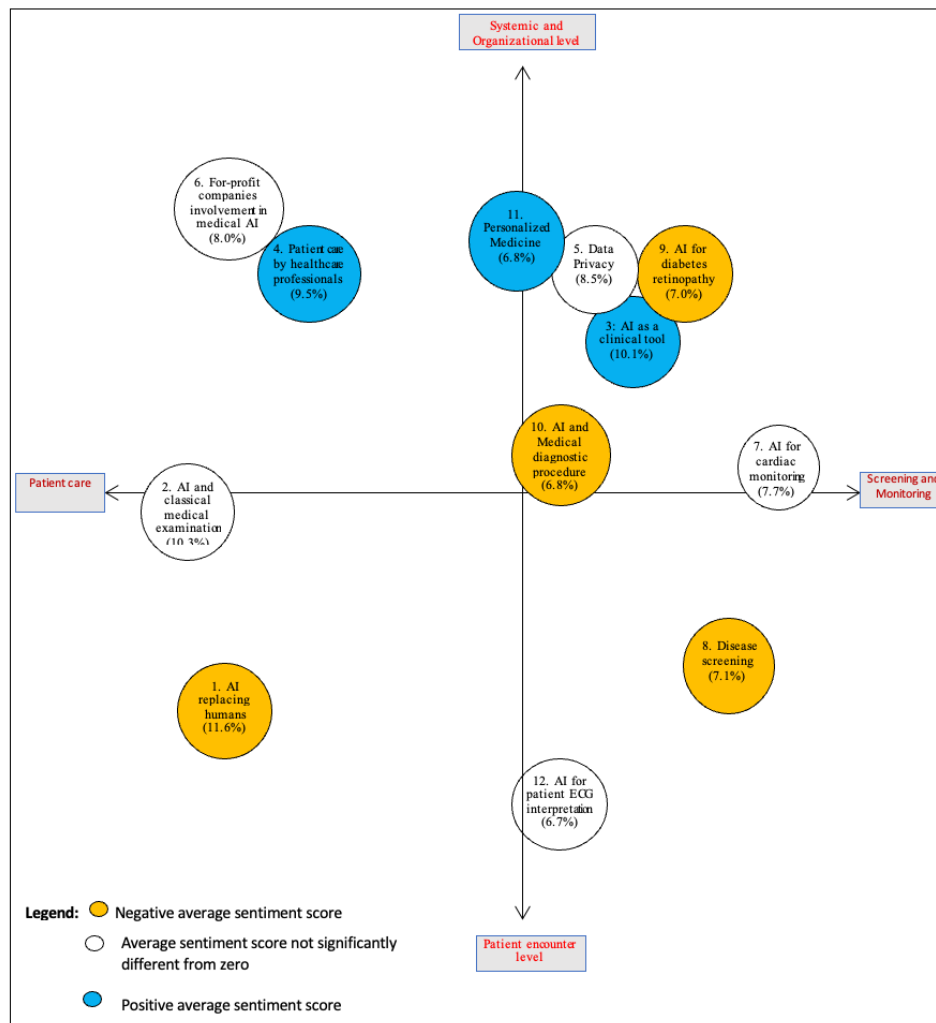 Systemic and
Organizational level
6. For-profit
companies
involvement in
medical AI
(8.0%)
11.
Personalized
Medicine
(6.8%)
4. Patient care
by healthcare
professionals
(9.5%)
5. Data
Privacy
(8.5%)
9. AI for
diabetes
retinopathy
(7.0%)
3: AI as a
clinical tool
(10.1%)
10. AI and
Medical
diagnostic
procedure
(6.8%)
7. AI for
cardiac
monitoring
(7.7%)
Patient care
Screening and
Monitoring
2. AI and
classical
medical
examination
(10.3%)
8. Disease
screening
(7.1%)
1. AI
replacing
humans
(11.6%)
12. AI for
patient ECG
interpretation
(6.7%)
Legend:
Negative average sentiment score
Average sentiment score not significantly
different from zero
Positive average sentiment score
Patient encounter
level